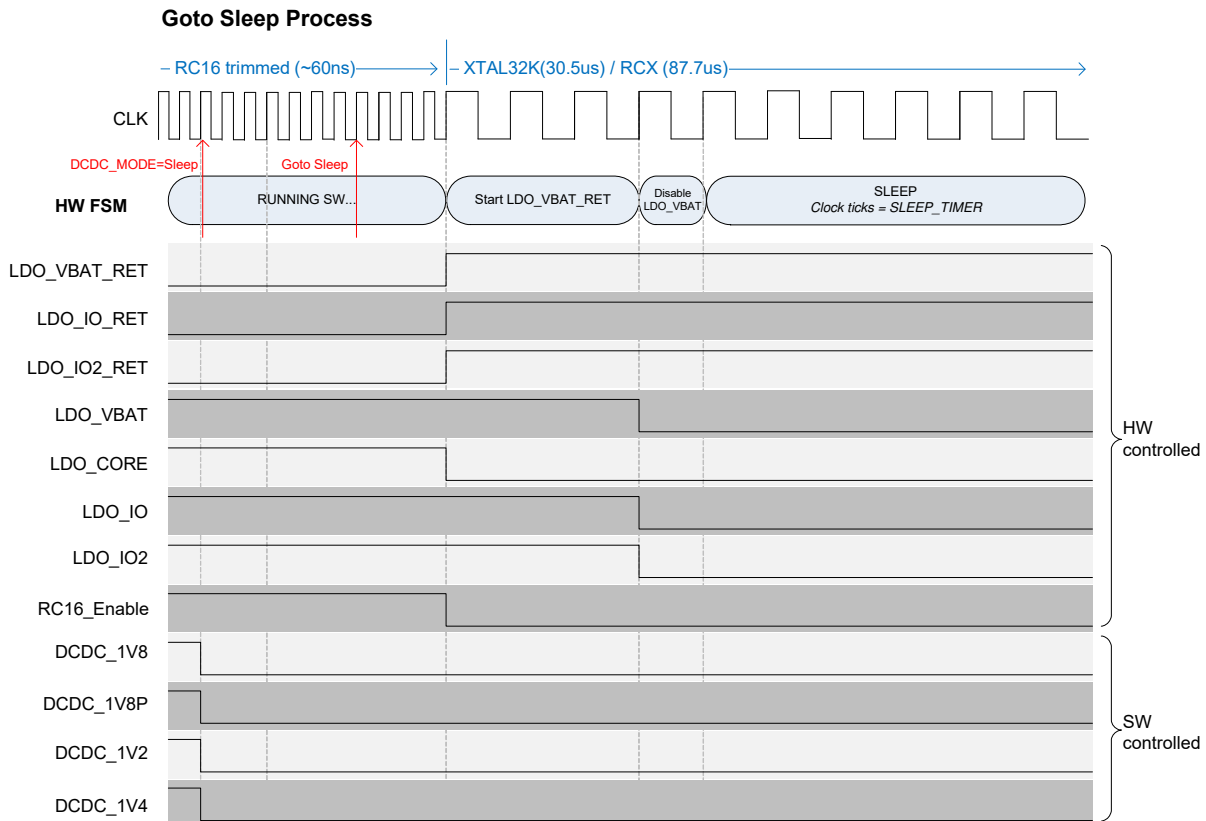 Goto Sleep Process
– RC16 trimmed (~60ns)
– XTAL32K(30.5us) / RCX (87.7us)
CLK
DCDC_MODE=Sleep
Goto Sleep
HW FSM
RUNNING SW...
Start LDO_VBAT_RET
Disable
LDO_VBAT
SLEEP
Clock ticks = SLEEP_TIMER
LDO_VBAT_RET
LDO_IO_RET
LDO_IO2_RET
LDO_VBAT
LDO_CORE
LDO_IO
LDO_IO2
RC16_Enable
HW
controlled
DCDC_1V8
DCDC_1V8P
DCDC_1V2
DCDC_1V4
SW
controlled